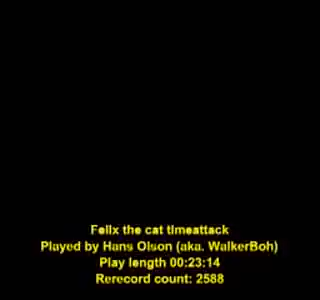 Felix the cat timeattack
Played by Hans Olson (aka. WalkerBoh)
Play length 00:23:14
Rerecord count: 2588